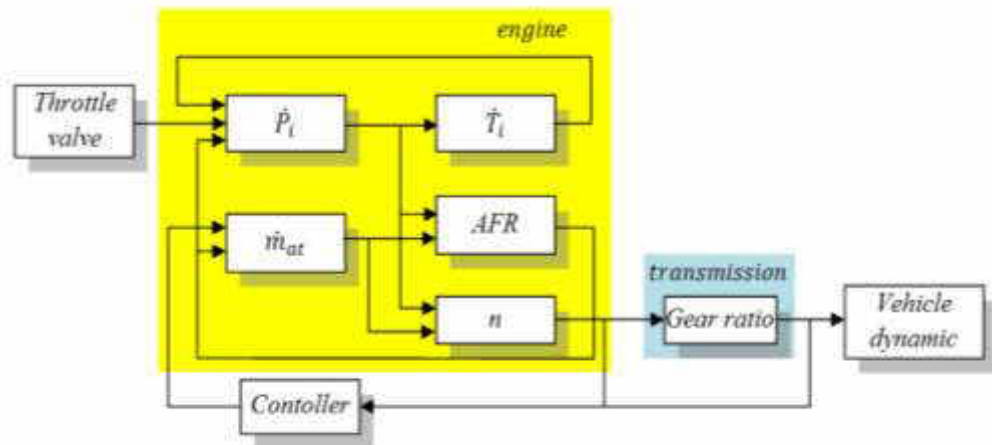 engine
Throttle
valve
Ṗᵢ
Ṫᵢ
ṁₐₜ
AFR
n
transmission
Gear ratio
Vehicle
dynamic
Contoller